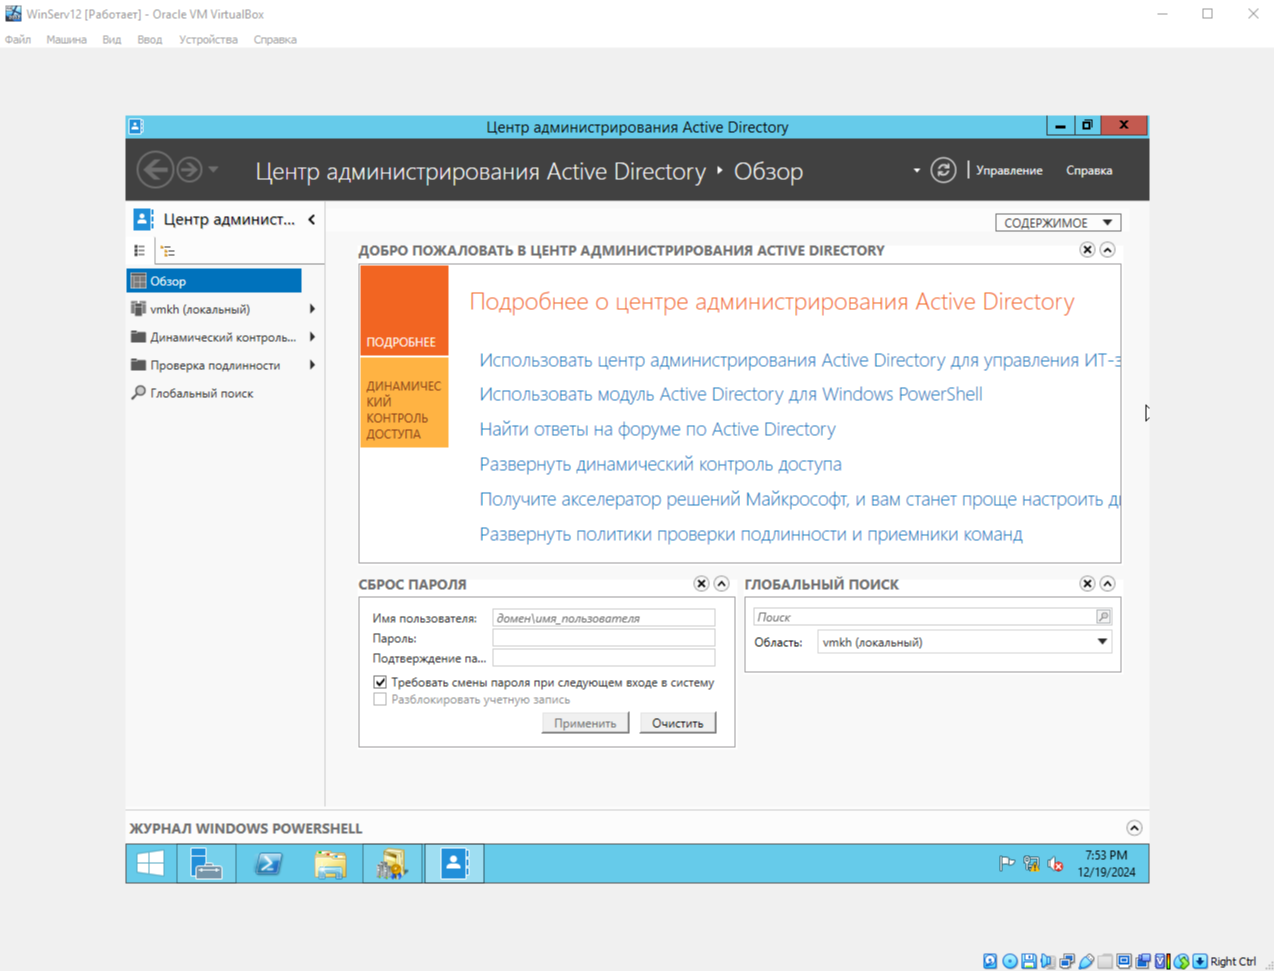 WinServ12 [Работает] - Oracle VM VirtualBox
Файл Машина Вид Ввод Устройства Справка
Центр администрирования Active Directory
Центр администрирования Active Directory ‣ Обзор
Управление Справка
Центр админист...
СОДЕРЖИМОЕ
Обзор
vmkh (локальный)
Динамический контроль...
Проверка подлинности
Глобальный поиск
ДОБРО ПОЖАЛОВАТЬ В ЦЕНТР АДМИНИСТРИРОВАНИЯ ACTIVE DIRECTORY
ПОДРОБНЕЕ
ДИНАМИЧЕС
КИЙ
КОНТРОЛЬ
ДОСТУПА
Подробнее о центре администрирования Active Directory
Использовать центр администрирования Active Directory для управления ИТ-з
Использовать модуль Active Directory для Windows PowerShell
Найти ответы на форуме по Active Directory
Развернуть динамический контроль доступа
Получите акселератор решений Майкрософт, и вам станет проще настроить ди
Развернуть политики проверки подлинности и приемники команд
СБРОС ПАРОЛЯ
Имя пользователя: домен\имя_пользователя
Пароль:
Подтверждение па...
Требовать смены пароля при следующем входе в систему
Разблокировать учетную запись
Применить Очистить
ГЛОБАЛЬНЫЙ ПОИСК
Поиск
Область: vmkh (локальный)
ЖУРНАЛ WINDOWS POWERSHELL
7:53 PM
12/19/2024
Right Ctrl